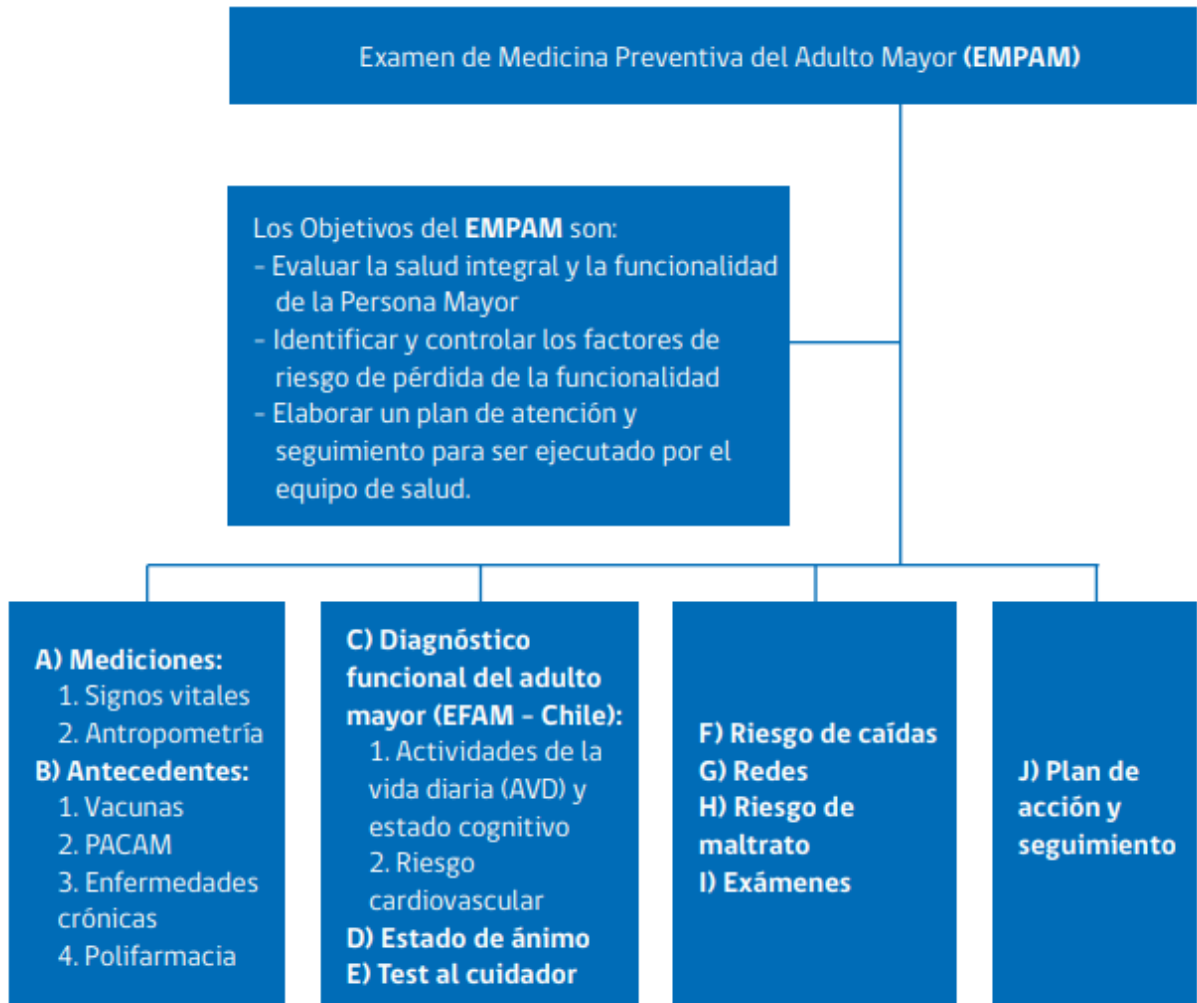 Examen de Medicina Preventiva del Adulto Mayor (EMPAM)
Los Objetivos del EMPAM son:
- Evaluar la salud integral y la funcionalidad
de la Persona Mayor
- Identificar y controlar los factores de
riesgo de pérdida de la funcionalidad
- Elaborar un plan de atención y
seguimiento para ser ejecutado por el
equipo de salud.
A) Mediciones:
1. Signos vitales
2. Antropometría
B) Antecedentes:
1. Vacunas
2. PACAM
3. Enfermedades
crónicas
4. Polifarmacia
C) Diagnóstico
funcional del adulto
mayor (EFAM - Chile):
1. Actividades de la
vida diaria (AVD) y
estado cognitivo
2. Riesgo
cardiovascular
D) Estado de ánimo
E) Test al cuidador
F) Riesgo de caídas
G) Redes
H) Riesgo de
maltrato
I) Exámenes
J) Plan de
acción y
seguimiento